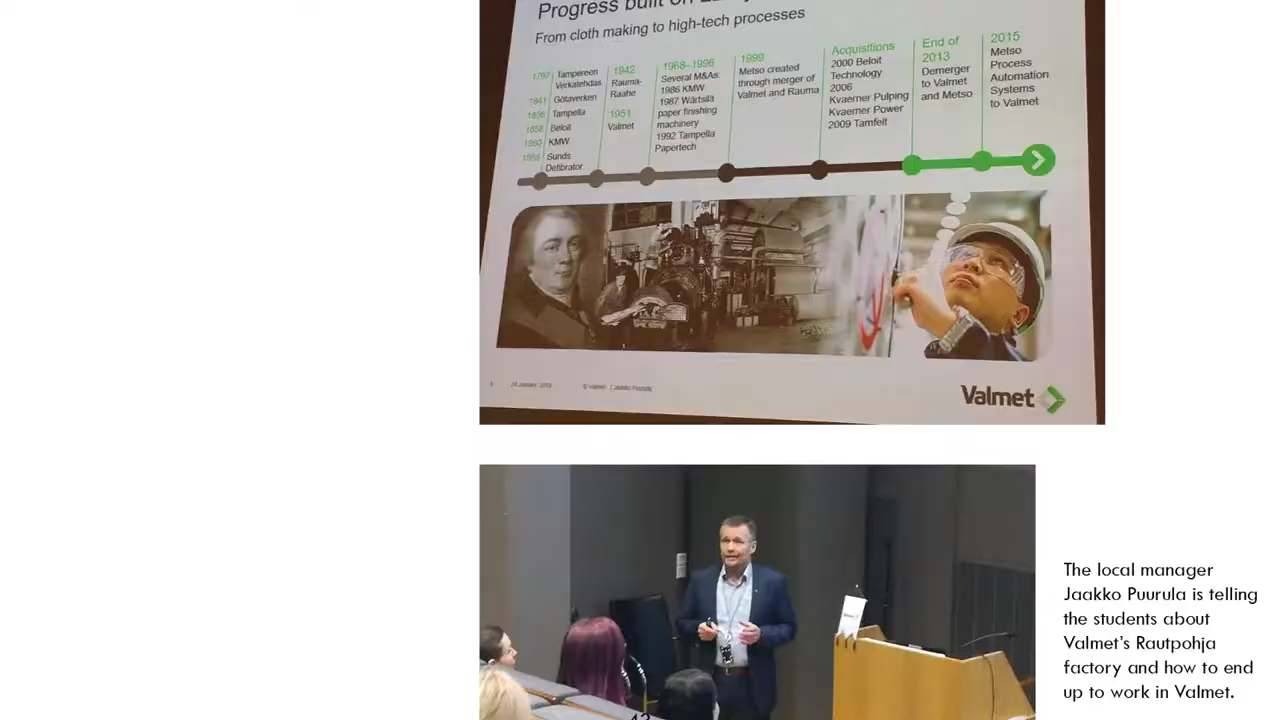 Progress built on
From cloth making to high-tech processes
1797 Tampereen
Verkatehdas
1841 Götaverken
1856 Tampella
1858 Beloit
KMW
1868 Sunds
Defibrator
1942
Rauma-
Raahe
1951
Valmet
1968–1996
Several M&As:
1986 KMW
1987 Wärtsilä
paper finishing
machinery
1992 Tampella
Papertech
1999
Metso created
through merger of
Valmet and Rauma
Acquisitions
2000 Beloit
Technology
2006
Kvaerner Pulping
Kvaerner Power
2009 Tamfelt
End of
2013
Demerger
to Valmet
and Metso
2015
Metso
Process
Automation
Systems
to Valmet
© Valmet | Jaakko Puurula
Valmet
The local manager
Jaakko Puurula is telling
the students about
Valmet's Rautpohja
factory and how to end
up to work in Valmet.